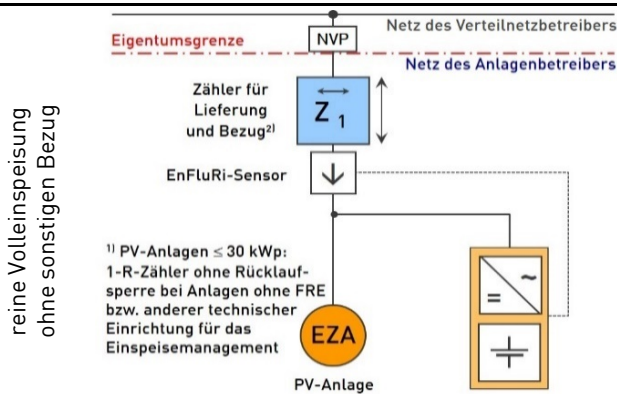 Netz des Verteilnetzbetreibers
NVP
Eigentumsgrenze
Netz des Anlagenbetreibers
Zähler für
Lieferung
und Bezug²⁾
Z 1
EnFluRi-Sensor
reine Volleinspeisung
ohne sonstigen Bezug
¹⁾ PV-Anlagen ≤ 30 kWp:
1-R-Zähler ohne Rücklauf-
sperre bei Anlagen ohne FRE
bzw. anderer technischer
Einrichtung für das
Einspeisemanagement
EZA
PV-Anlage
= ~